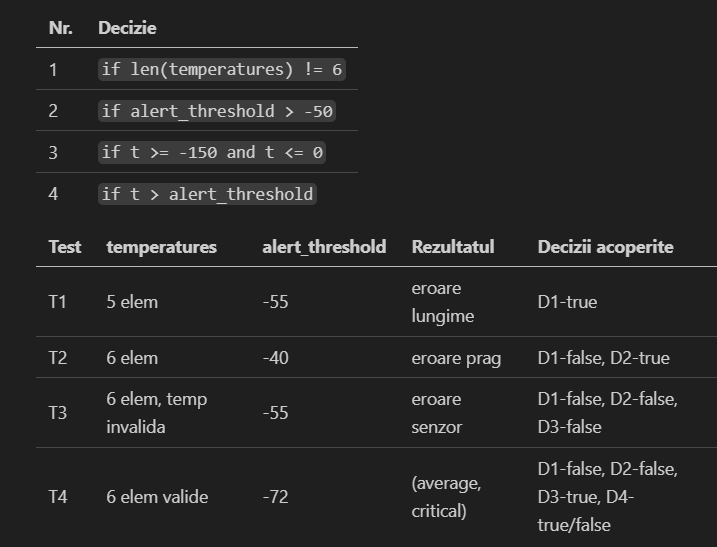 Nr. Decizie
1 if len(temperatures) != 6
2 if alert_threshold > -50
3 if t >= -150 and t <= 0
4 if t > alert_threshold
Test temperatures alert_threshold Rezultatul Decizii acoperite
T1 5 elem -55 eroare lungime D1-true
T2 6 elem -40 eroare prag D1-false, D2-true
T3 6 elem, temp invalida -55 eroare senzor D1-false, D2-false, D3-false
T4 6 elem valide -72 (average, critical) D1-false, D2-false, D3-true, D4-true/false